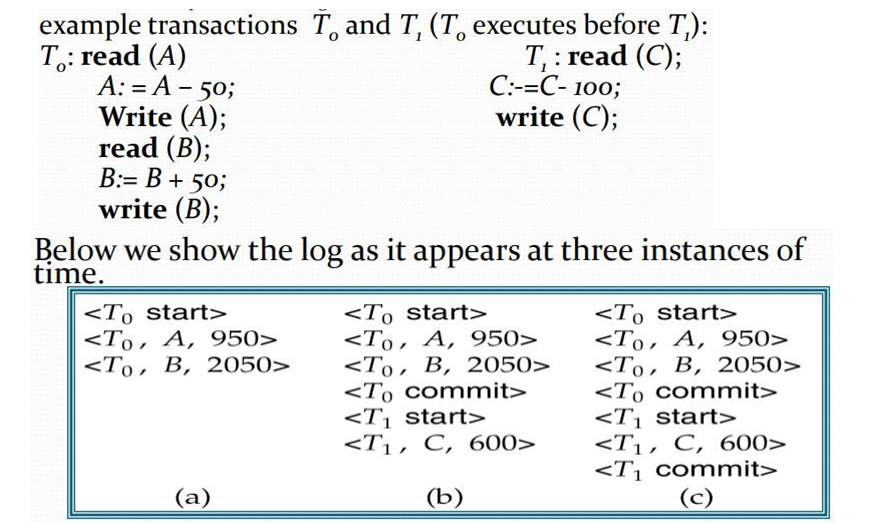 example transactions T₀ and T₁ (T₀ executes before T₁):
T₀: read (A) T₁ : read (C);
A: = A – 50; C:-=C- 100;
Write (A); write (C);
read (B);
B:= B + 50;
write (B);
Below we show the log as it appears at three instances of
time.
<T₀ start> <T₀ start> <T₀ start>
<T₀, A, 950> <T₀, A, 950> <T₀, A, 950>
<T₀, B, 2050> <T₀, B, 2050> <T₀, B, 2050>
<T₀ commit> <T₀ commit>
<T₁ start> <T₁ start>
<T₁, C, 600> <T₁, C, 600>
<T₁ commit>
(a) (b) (c)